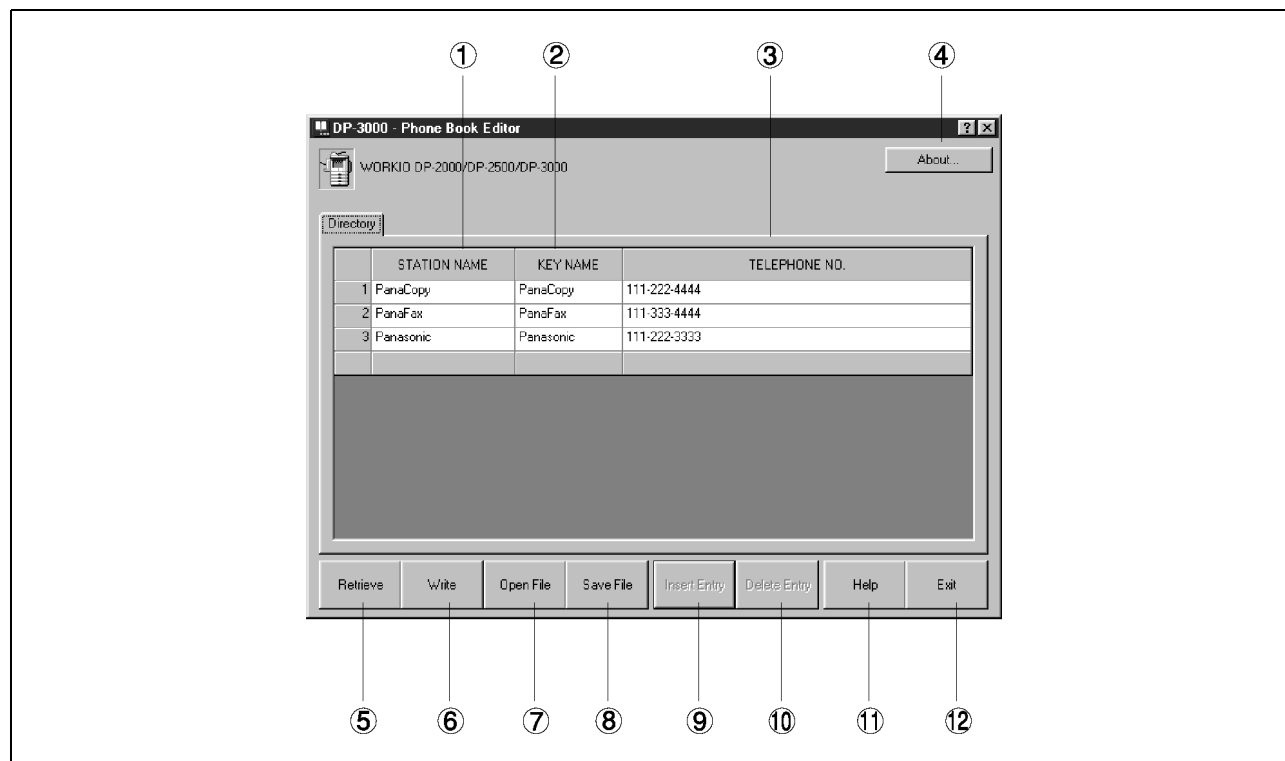 ① ② ③ ④
DP-3000 - Phone Book Editor
WORKIO DP-2000/DP-2500/DP-3000 About...
Directory
STATION NAME KEY NAME TELEPHONE NO.
1 PanaCopy PanaCopy 111-222-4444
2 PanaFax PanaFax 111-333-4444
3 Panasonic Panasonic 111-222-3333
Retrieve Write Open File Save File Insert Entry Delete Entry Help Exit
⑤ ⑥ ⑦ ⑧ ⑨ ⑩ ⑪ ⑫